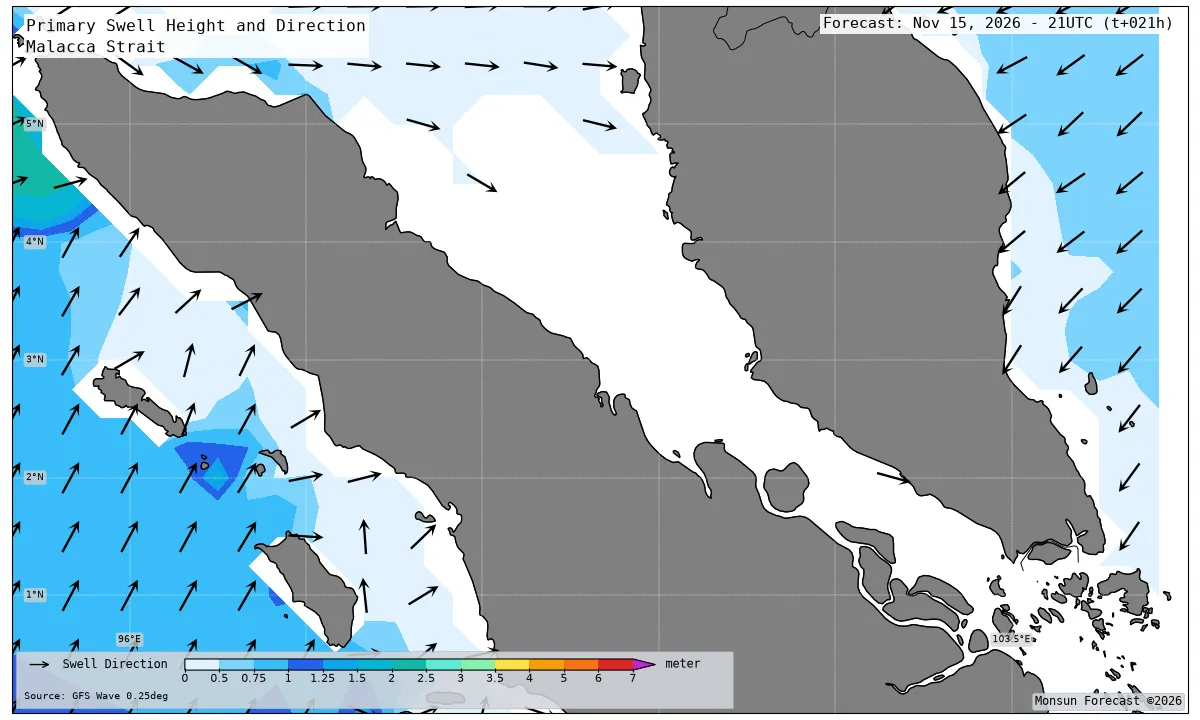 Primary Swell Height and Direction
Malacca Strait
Forecast: Nov 15, 2026 - 21UTC (t+021h)
5°N
4°N
3°N
2°N
1°N
96°E
103.5°E
Swell Direction
0 0.5 0.75 1 1.25 1.5 2 2.5 3 3.5 4 5 6 7
meter
Source: GFS Wave 0.25deg
Monsun Forecast ©2026